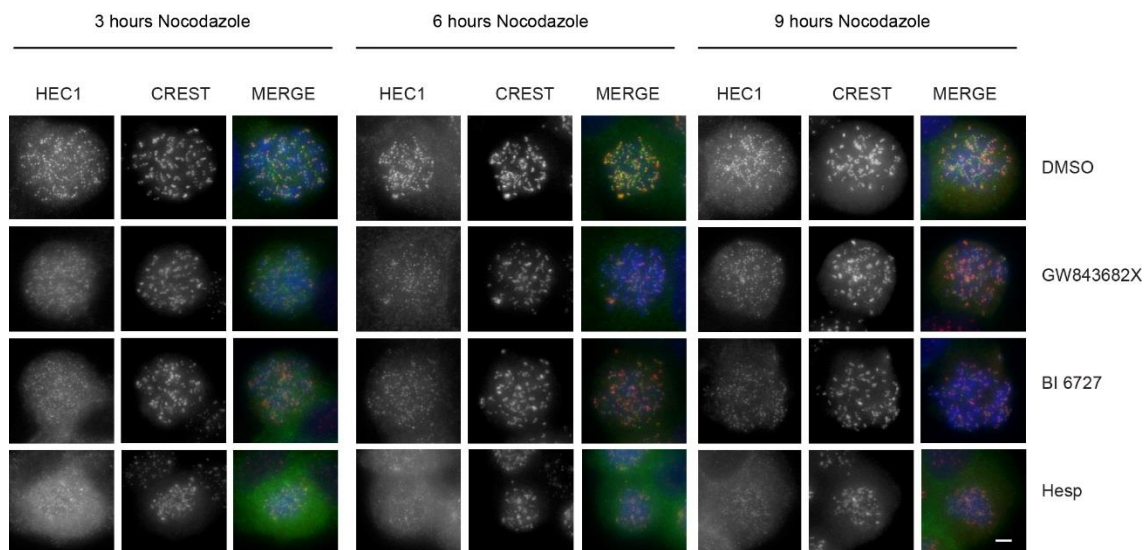 3 hours Nocodazole 6 hours Nocodazole 9 hours Nocodazole
HEC1 CREST MERGE HEC1 CREST MERGE HEC1 CREST MERGE
DMSO
GW843682X
BI 6727
Hesp